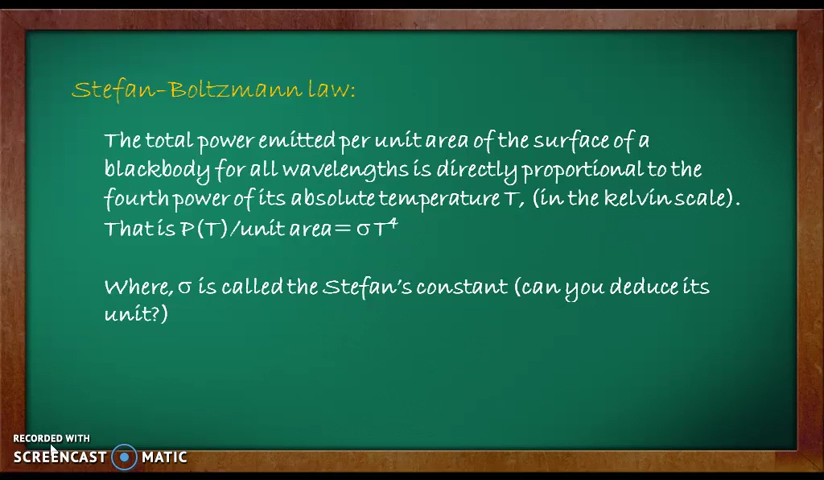 Stefan-Boltzmann law:
The total power emitted per unit area of the surface of a
blackbody for all wavelengths is directly proportional to the
fourth power of its absolute temperature T, (in the kelvin scale).
That is P(T)/unit area= σT⁴
Where, σ is called the Stefan's constant (can you deduce its
unit?)
RECORDED WITH
SCREENCAST MATIC